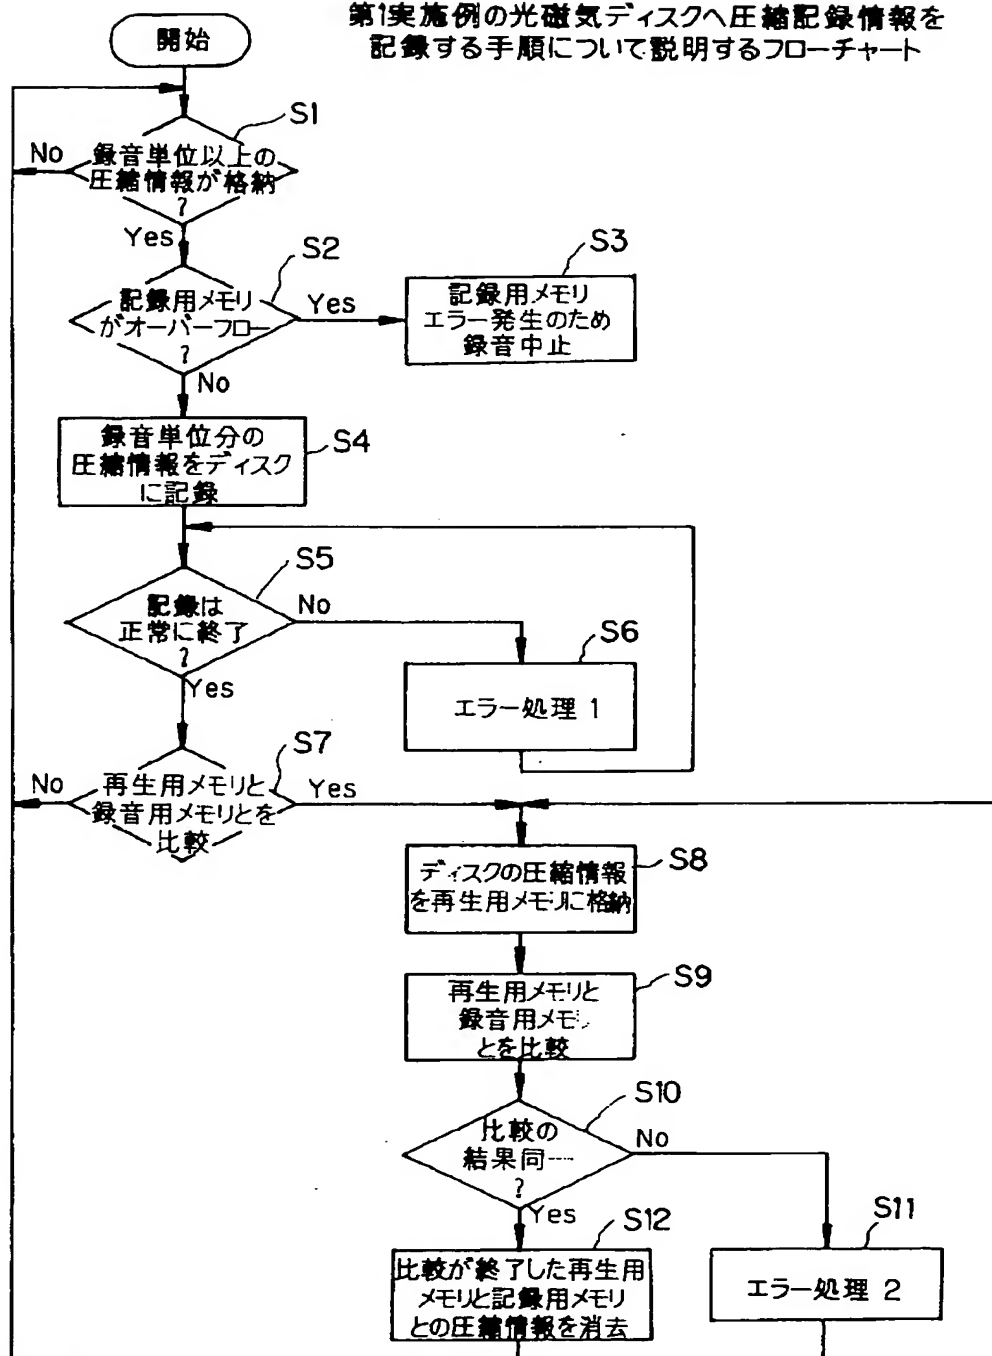 第1実施例の光磁気ディスクへ圧縮記録情報を
記録する手順について説明するフローチャート
開始
S1
No
録音単位以上の
圧縮情報が格納
?
Yes
S2
記録用メモリ
がオーバーフロー
?
Yes
S3
記録用メモリ
エラー発生のため
録音中止
No
録音単位分の
圧縮情報をディスク
に記録
S4
S5
記録は
正常に終了
?
No
S6
エラー処理 1
Yes
S7
No
再生用メモリと
録音用メモリとを
比較
Yes
S8
ディスクの圧縮情報
を再生用メモリに格納
S9
再生用メモリと
録音用メモリ
とを比較
S10
比較の
結果同一
?
No
Yes
S12
比較が終了した再生用
メモリと記録用メモリ
との圧縮情報を消去
S11
エラー処理 2